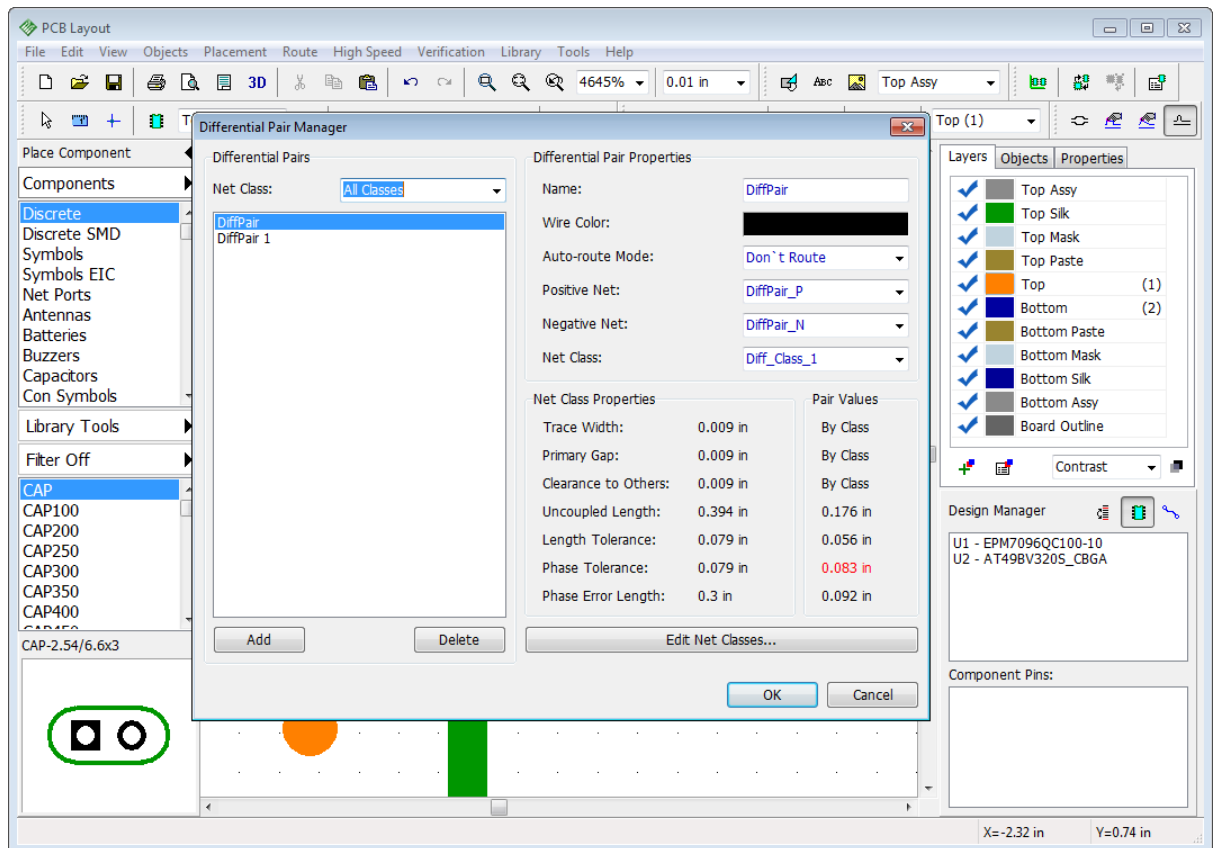 PCB Layout
File Edit View Objects Placement Route High Speed Verification Library Tools Help
3D 4645% 0.01 in ABC Top Assy
Top (1)
Place Component
Components
Discrete
Discrete SMD
Symbols
Symbols EIC
Net Ports
Antennas
Batteries
Buzzers
Capacitors
Con Symbols
Library Tools
Filter Off
CAP
CAP100
CAP200
CAP250
CAP300
CAP350
CAP400
CAP-2.54/6.6x3
Differential Pair Manager
Differential Pairs
Net Class: All Classes
DiffPair
DiffPair 1
Add Delete
Differential Pair Properties
Name: DiffPair
Wire Color:
Auto-route Mode: Don`t Route
Positive Net: DiffPair_P
Negative Net: DiffPair_N
Net Class: Diff_Class_1
Net Class Properties Pair Values
Trace Width: 0.009 in By Class
Primary Gap: 0.009 in By Class
Clearance to Others: 0.009 in By Class
Uncoupled Length: 0.394 in 0.176 in
Length Tolerance: 0.079 in 0.056 in
Phase Tolerance: 0.079 in 0.083 in
Phase Error Length: 0.3 in 0.092 in
Edit Net Classes...
OK Cancel
Layers Objects Properties
Top Assy
Top Silk
Top Mask
Top Paste
Top (1)
Bottom (2)
Bottom Paste
Bottom Mask
Bottom Silk
Bottom Assy
Board Outline
Contrast
Design Manager
U1 - EPM7096QC100-10
U2 - AT49BV320S_CBGA
Component Pins:
X=-2.32 in Y=0.74 in